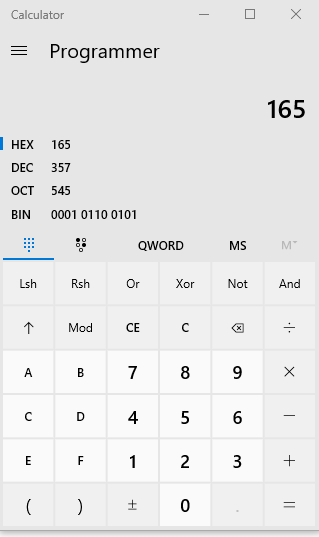 Calculator
Programmer
165
HEX 165
DEC 357
OCT 545
BIN 0001 0110 0101
QWORD MS M
Lsh Rsh Or Xor Not And
↑ Mod CE C ⌫ ÷
A B 7 8 9 ×
C D 4 5 6 −
E F 1 2 3 +
( ) ± 0 . =